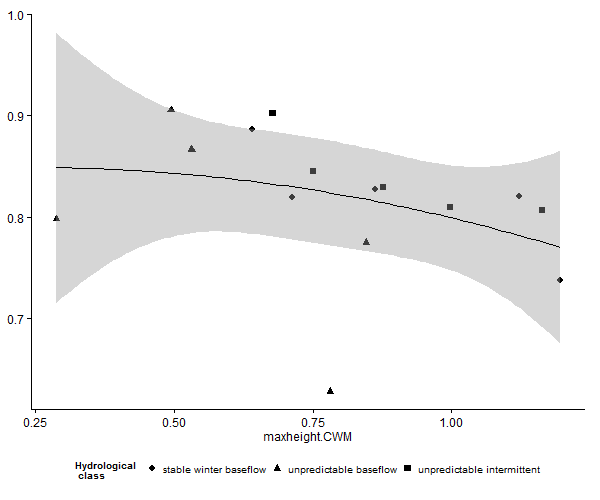 1.0
0.9
0.8
0.7
0.25 0.50 0.75 1.00
maxheight.CWM
Hydrological
class
stable winter baseflow unpredictable baseflow unpredictable intermittent